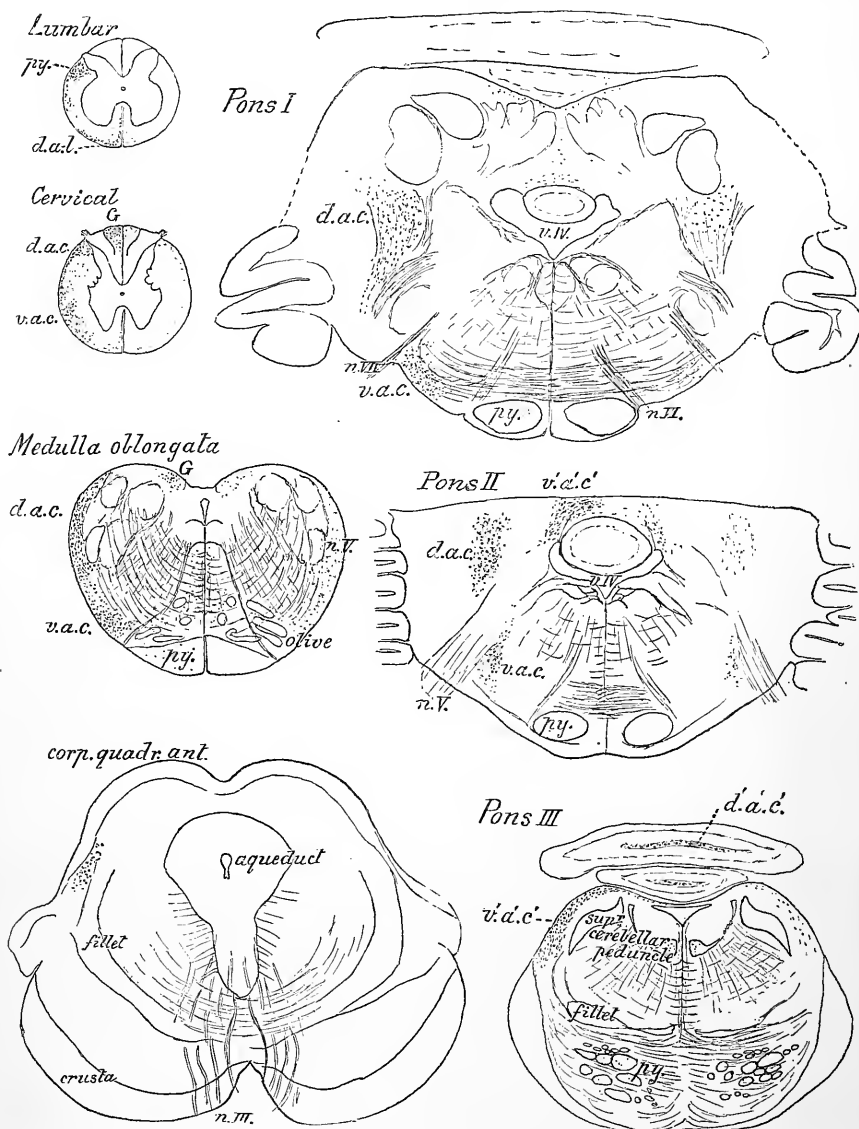 Lumbar
py.
d.a.l.
Cervical
G
d.a.c.
v.a.c.
Pons I
d.a.c.
v.IV.
n.VII.
v.a.c.
py.
n.VI.
Medulla oblongata
G
d.a.c.
n.V.
v.a.c.
olive
py.
Pons II
v.'a.'c.'
d.a.c.
v.IV
v.a.c.
n.V.
py.
corp. quadr. ant.
aqueduct
fillet
crusta
n.III.
Pons III
d.'a.'c.'
v.'a.'c.'
supr
cerebellar
peduncle
fillet
py.